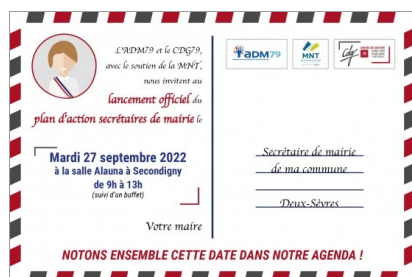 L'ADM79 et le CDG79,
avec le soutien de la MNT,
nous invitent au
lancement officiel du
plan d'action secrétaires de mairie le
Mardi 27 septembre 2022
à la salle Alauna à Secondigny
de 9h à 13h
(suivi d'un buffet)
Votre maire
ADM79
MNT
Cdg
Secrétaire de mairie
de ma commune
Deux-Sèvres
NOTONS ENSEMBLE CETTE DATE DANS NOTRE AGENDA !